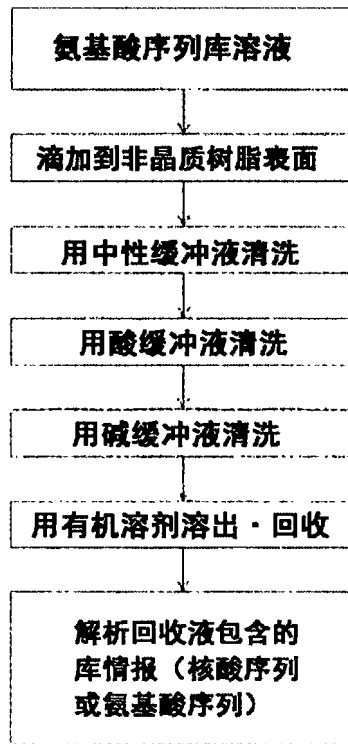 氨基酸序列库溶液
滴加到非晶质树脂表面
用中性缓冲液清洗
用酸缓冲液清洗
用碱缓冲液清洗
用有机溶剂溶出·回收
解析回收液包含的
库情报（核酸序列
或氨基酸序列）